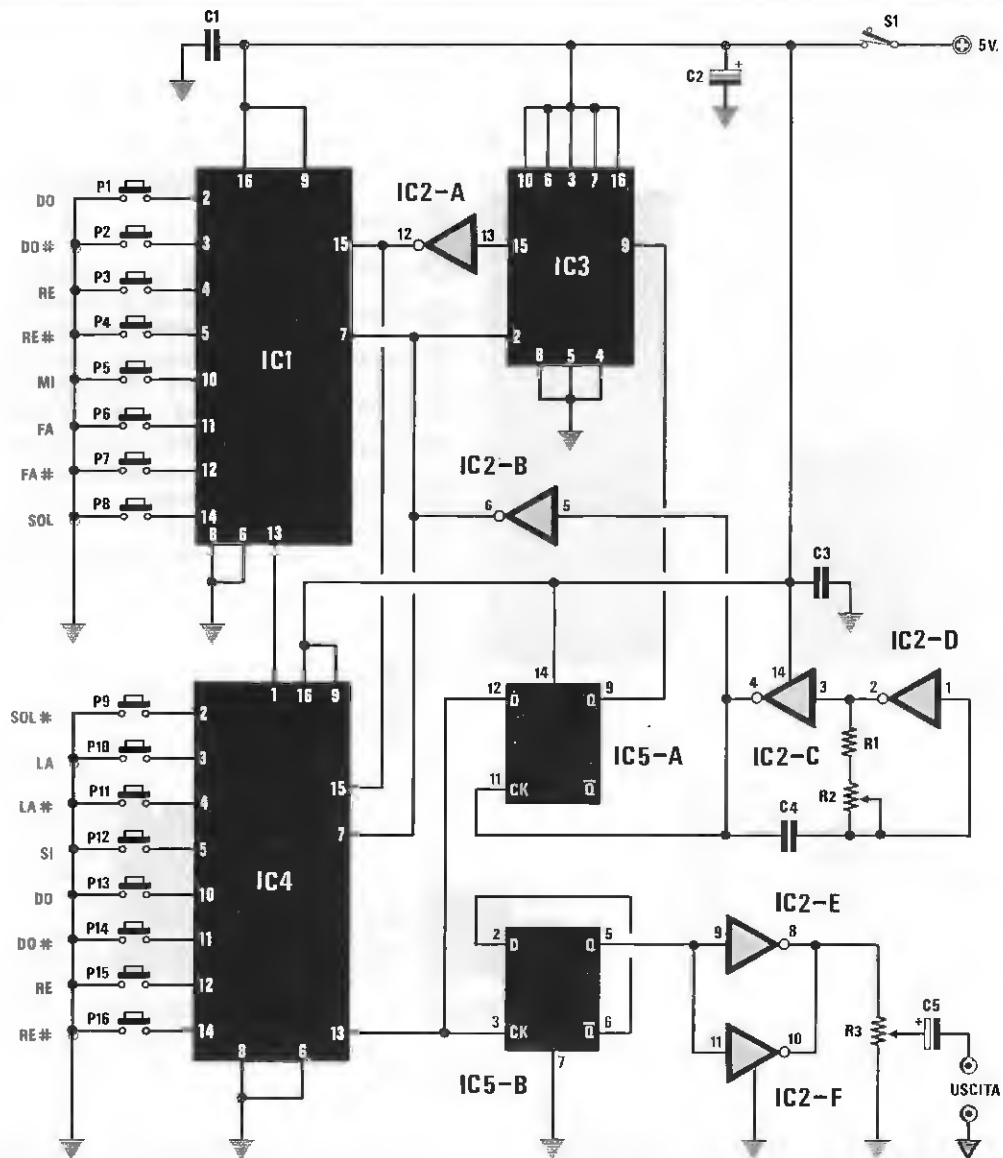 C1
S1
5V.
C2
16 9
10 6 3 7 16
DO P1 2
DO# P2 3
RE P3 4
RE# P4 5
MI P5 10
FA P6 11
FA# P7 12
SOL P8 14
IC1
15
7
8 6 13
IC2-A
12 13
15
IC3
9
2
8 5 4
IC2-B
6 5
C3
IC2-D
14
4 3 2 1
IC2-C
R1
R2
C4
1 16 9
SOL# P9 2
LA P10 3
LA# P11 4
SI P12 5
DO P13 10
DO# P14 11
RE P15 12
RE# P16 14
IC4
15
7
13
8 6
14
12 D Q 9
11 CK Q
IC5-A
2 D Q 5
3 CK Q 6
7
IC5-B
IC2-E
9 8
11 10
IC2-F
R3
C5
+
USCITA